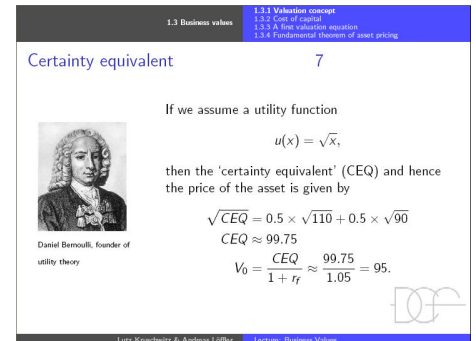 1.3 Business values
1.3.1 Valuation concept
1.3.2 Cost of capital
1.3.3 A first valuation equation
1.3.4 Fundamental theorem of asset pricing
Certainty equivalent 7
If we assume a utility function
u(x) = √x,
then the ‘certainty equivalent’ (CEQ) and hence
the price of the asset is given by
√CEQ = 0.5 × √110 + 0.5 × √90
CEQ ≈ 99.75
V₀ = CEQ / (1 + r_f) ≈ 99.75 / 1.05 = 95.
Daniel Bernoulli, founder of
utility theory
DCF
Lutz Kruschwitz & Andreas Löffler
Lecture: Business Values